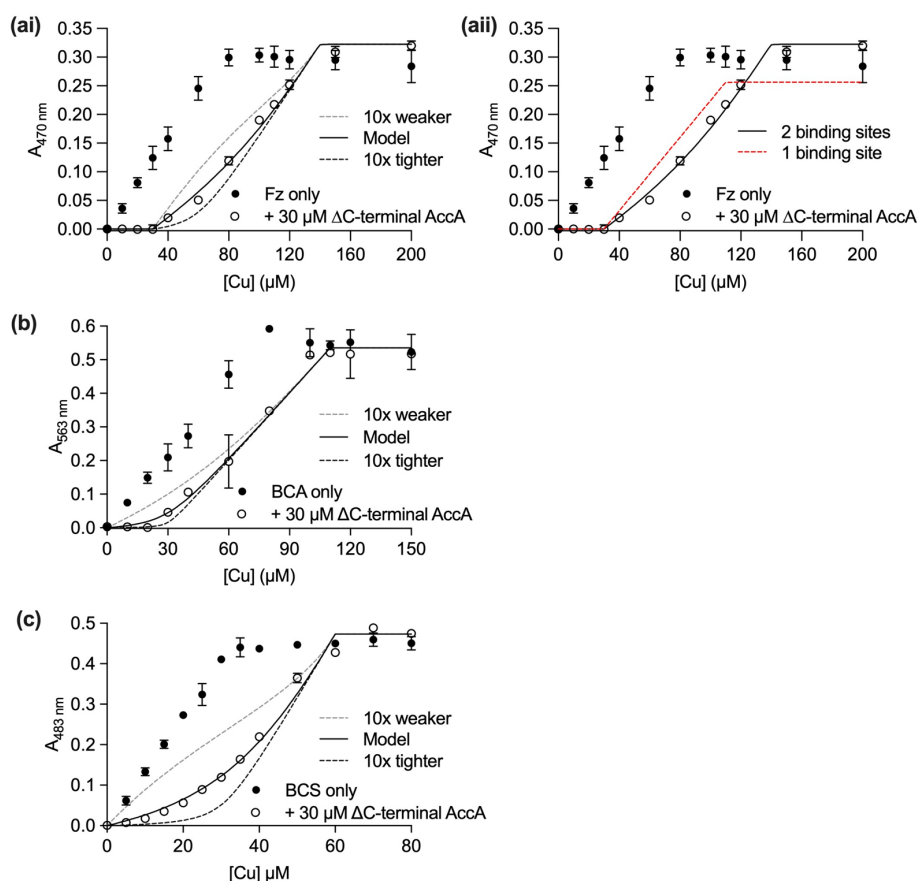 (ai)
A470 nm
0.35
0.30
0.25
0.20
0.15
0.10
0.05
0.00
0 40 80 120 160 200
[Cu] (µM)
10x weaker
Model
10x tighter
Fz only
+ 30 µM ΔC-terminal AccA
(aii)
A470 nm
0.35
0.30
0.25
0.20
0.15
0.10
0.05
0.00
0 40 80 120 160 200
[Cu] (µM)
2 binding sites
1 binding site
Fz only
+ 30 µM ΔC-terminal AccA
(b)
A563 nm
0.6
0.5
0.4
0.3
0.2
0.1
0.0
0 30 60 90 120 150
[Cu] (µM)
10x weaker
Model
10x tighter
BCA only
+ 30 µM ΔC-terminal AccA
(c)
A483 nm
0.5
0.4
0.3
0.2
0.1
0.0
0 20 40 60 80
[Cu] µM
10x weaker
Model
10x tighter
BCS only
+ 30 µM ΔC-terminal AccA